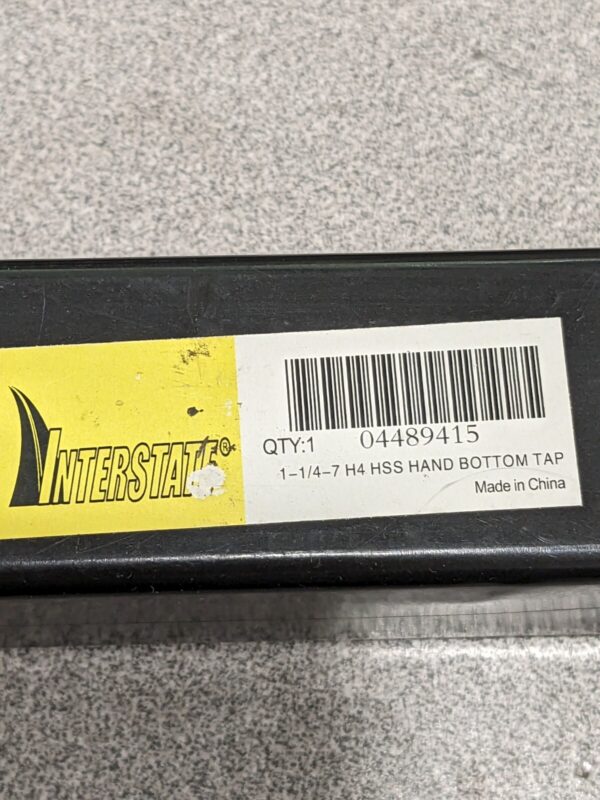 INTERSTATE®
QTY:1 04489415
1-1/4-7 H4 HSS HAND BOTTOM TAP
Made in China